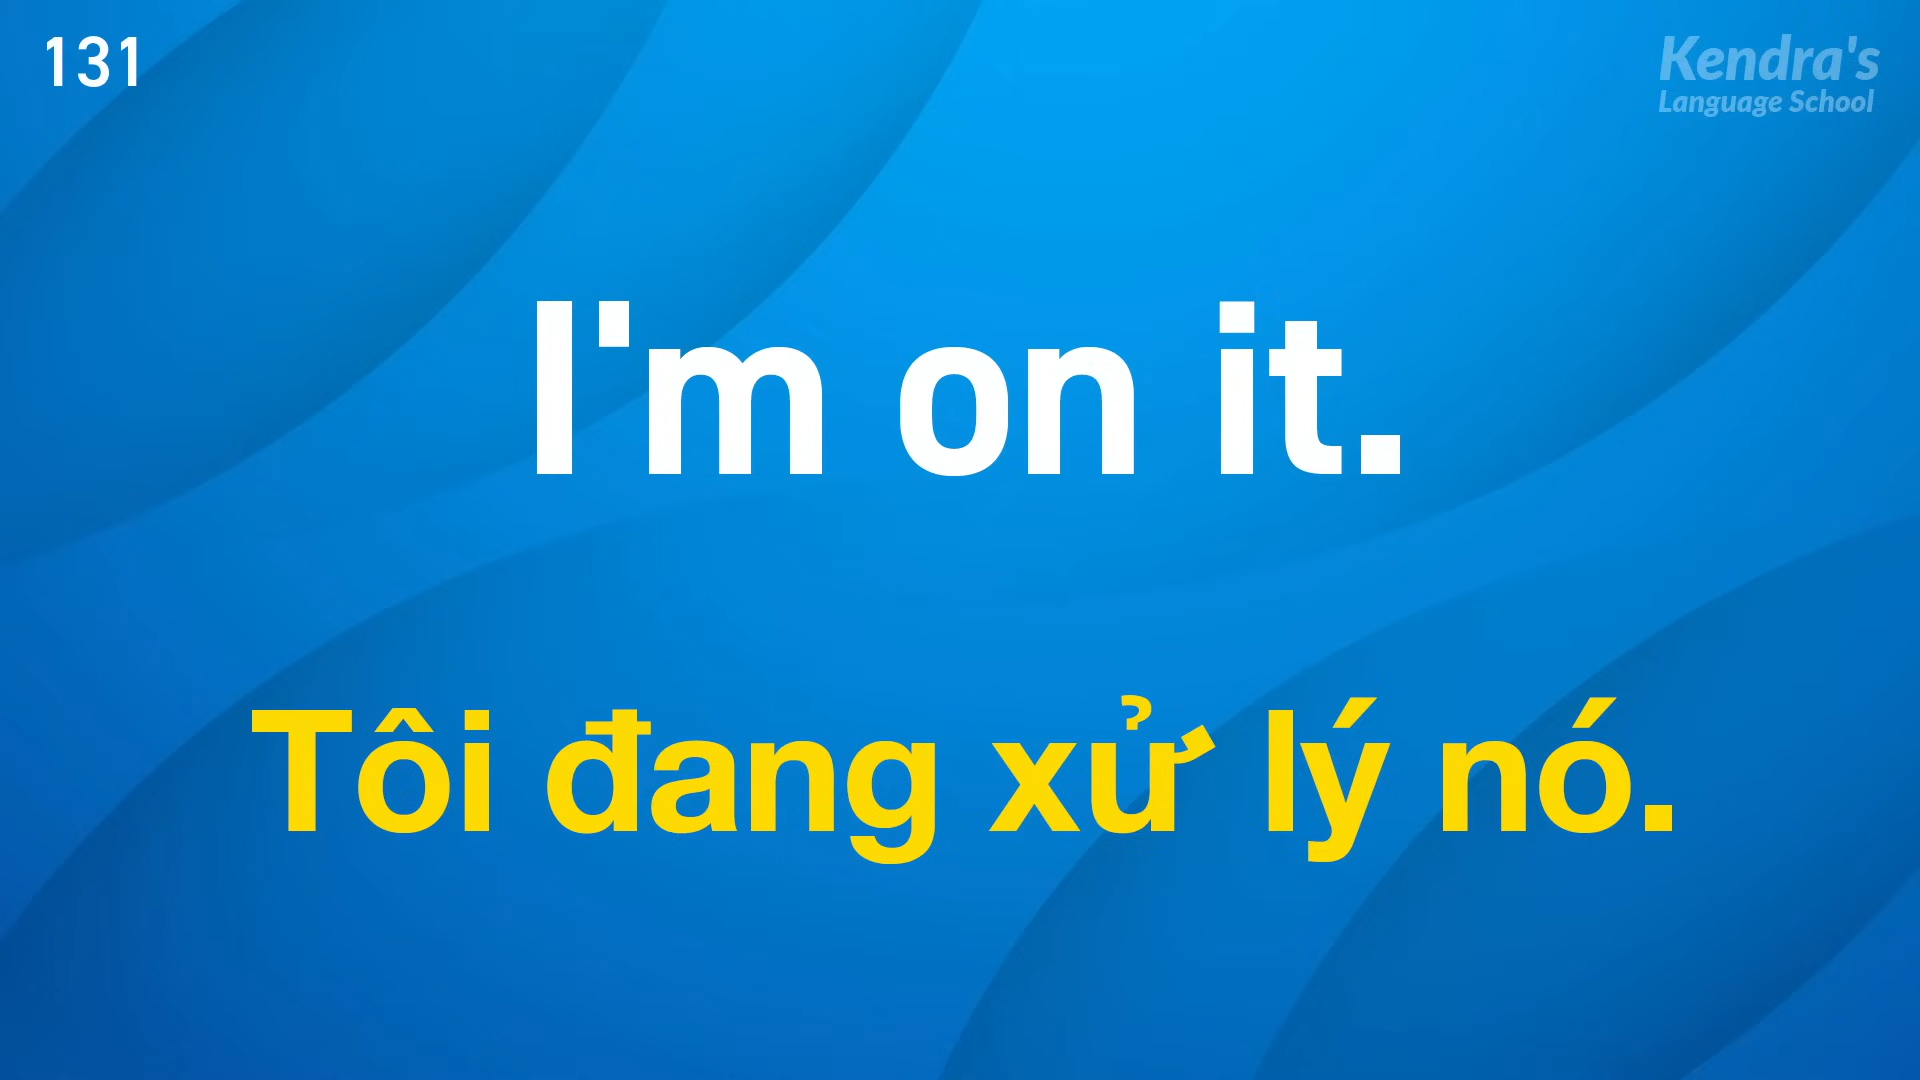 131
Kendra's
Language School
I'm on it.
Tôi đang xử lý nó.